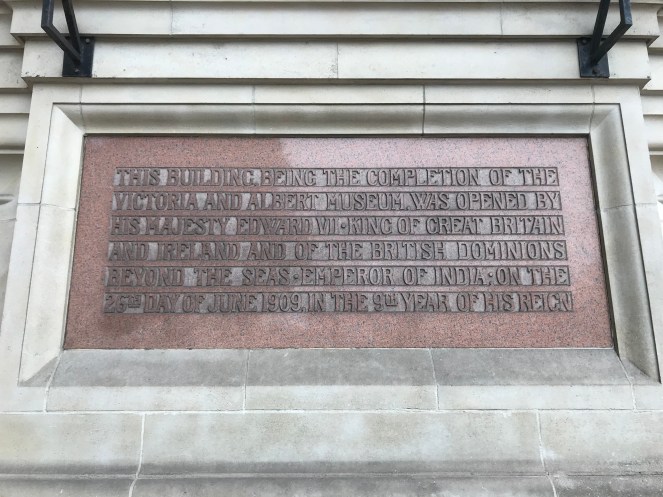 THIS BUILDING, BEING THE COMPLETION OF THE
VICTORIA AND ALBERT MUSEUM, WAS OPENED BY
HIS MAJESTY EDWARD VII · KING OF GREAT BRITAIN
AND IRELAND AND OF THE BRITISH DOMINIONS
BEYOND THE SEAS · EMPEROR OF INDIA · ON THE
26TH DAY OF JUNE 1909, IN THE 9TH YEAR OF HIS REIGN